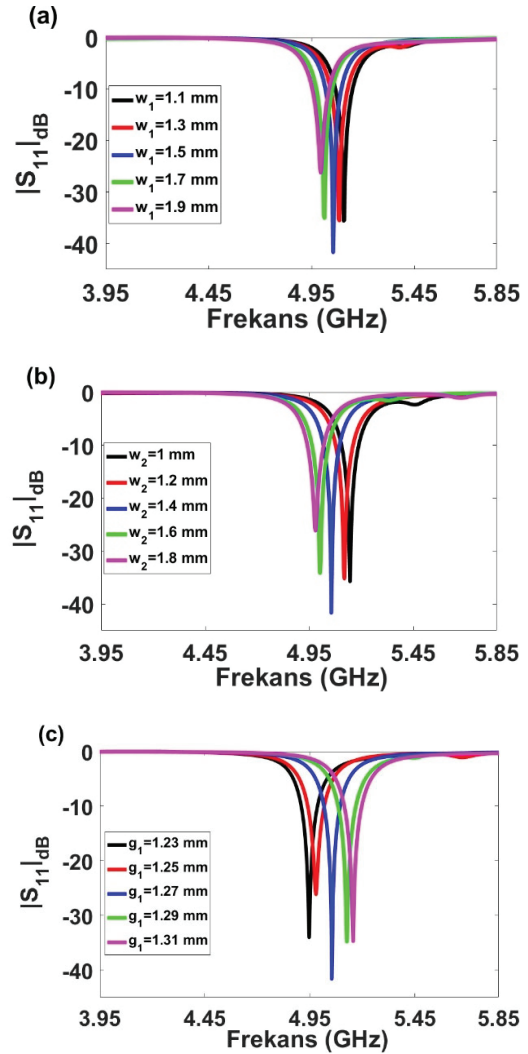 (a)
0
-10
-20
-30
-40
|S11|dB
w1=1.1 mm
w1=1.3 mm
w1=1.5 mm
w1=1.7 mm
w1=1.9 mm
3.95 4.45 4.95 5.45 5.85
Frekans (GHz)
(b)
0
-10
-20
-30
-40
|S11|dB
w2=1 mm
w2=1.2 mm
w2=1.4 mm
w2=1.6 mm
w2=1.8 mm
3.95 4.45 4.95 5.45 5.85
Frekans (GHz)
(c)
0
-10
-20
-30
-40
|S11|dB
g1=1.23 mm
g1=1.25 mm
g1=1.27 mm
g1=1.29 mm
g1=1.31 mm
3.95 4.45 4.95 5.45 5.85
Frekans (GHz)